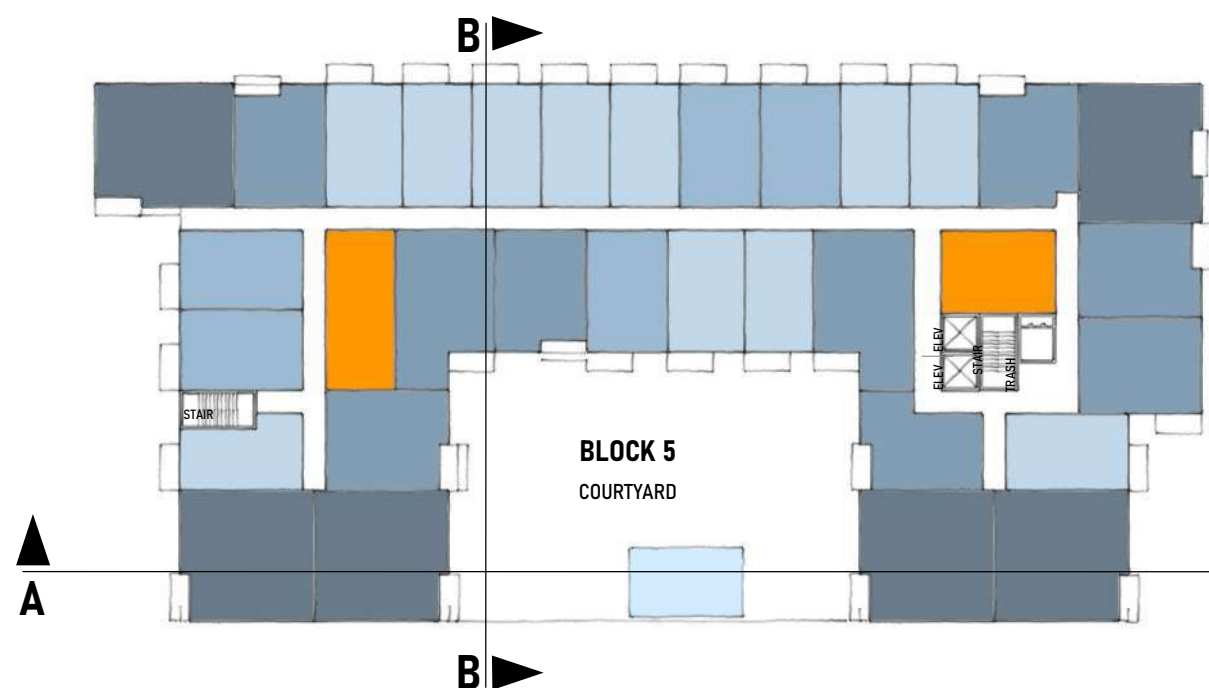 B
ELEV
ELEV
STAIR
TRASH
STAIR
BLOCK 5
COURTYARD
A
B